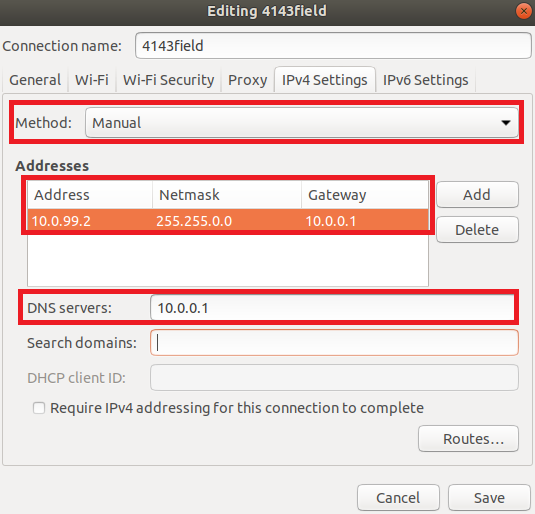 Editing 4143field
Connection name: 4143field
General Wi-Fi Wi-Fi Security Proxy IPv4 Settings IPv6 Settings
Method: Manual
Addresses
Address Netmask Gateway Add
10.0.99.2 255.255.0.0 10.0.0.1
Delete
DNS servers: 10.0.0.1
Search domains:
DHCP client ID:
Require IPv4 addressing for this connection to complete
Routes...
Cancel Save